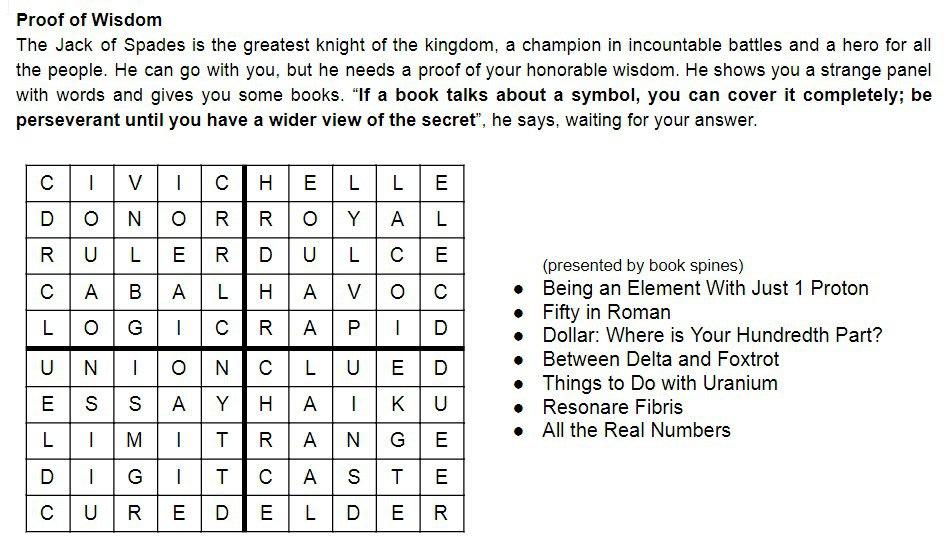 Proof of Wisdom
The Jack of Spades is the greatest knight of the kingdom, a champion in incountable battles and a hero for all
the people. He can go with you, but he needs a proof of your honorable wisdom. He shows you a strange panel
with words and gives you some books. “If a book talks about a symbol, you can cover it completely; be
perseverant until you have a wider view of the secret”, he says, waiting for your answer.
C I V I C H E L L E
D O N O R R O Y A L
R U L E R D U L C E
C A B A L H A V O C
L O G I C R A P I D
U N I O N C L U E D
E S S A Y H A I K U
L I M I T R A N G E
D I G I T C A S T E
C U R E D E L D E R
(presented by book spines)
● Being an Element With Just 1 Proton
● Fifty in Roman
● Dollar: Where is Your Hundredth Part?
● Between Delta and Foxtrot
● Things to Do with Uranium
● Resonare Fibris
● All the Real Numbers